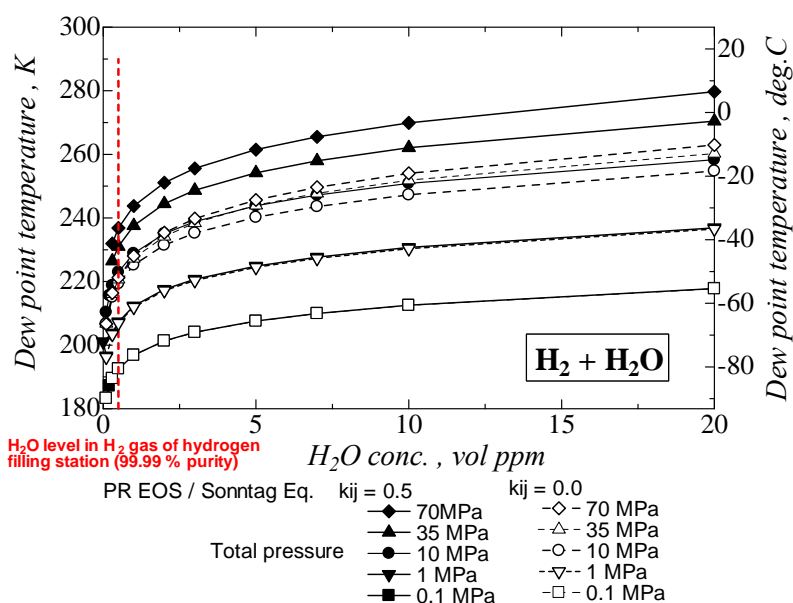 300
280
260
240
220
200
180
Dew point temperature , K
20
0
-20
-40
-60
-80
Dew point temperature , deg.C
0
5
10
15
20
H2O conc. , vol ppm
H2 + H2O
H2O level in H2 gas of hydrogen
filling station (99.99 % purity)
PR EOS / Sonntag Eq. kij = 0.5 kij = 0.0
Total pressure
70MPa 70 MPa
35 MPa 35 MPa
10 MPa 10 MPa
1 MPa 1 MPa
0.1 MPa 0.1 MPa